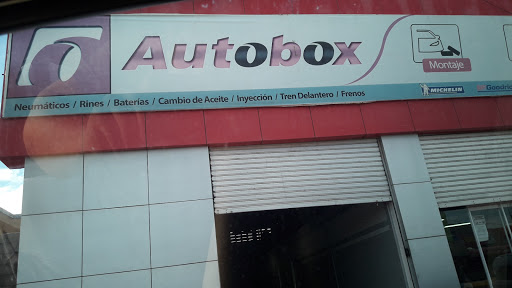 Autobox
Montaje
Neumáticos / Rines / Baterías / Cambio de Aceite / Inyección / Tren Delantero / Frenos
MICHELIN